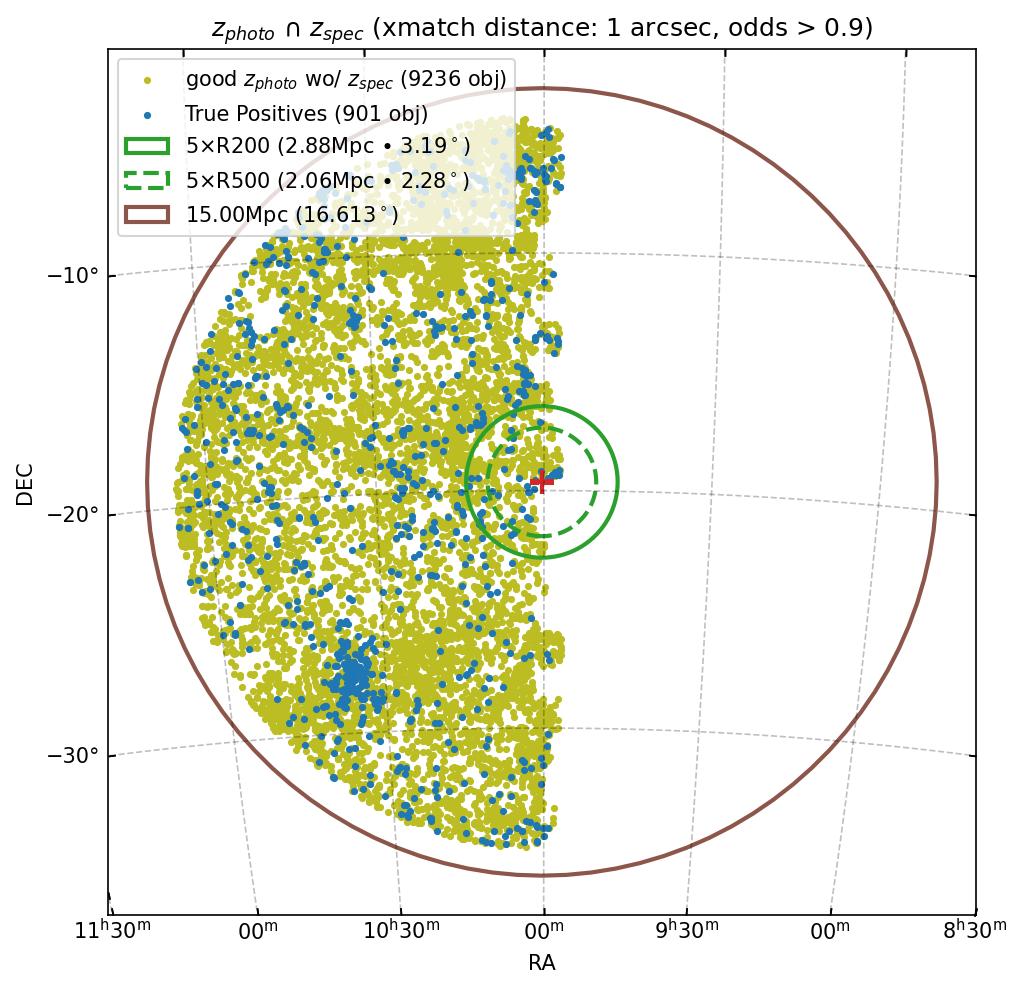 z_photo ∩ z_spec (xmatch distance: 1 arcsec, odds > 0.9)
good z_photo wo/ z_spec (9236 obj)
True Positives (901 obj)
5×R200 (2.88Mpc • 3.19°)
5×R500 (2.06Mpc • 2.28°)
15.00Mpc (16.613°)
−10°
−20°
−30°
DEC
11h30m 00m 10h30m 00m 9h30m 00m 8h30m
RA